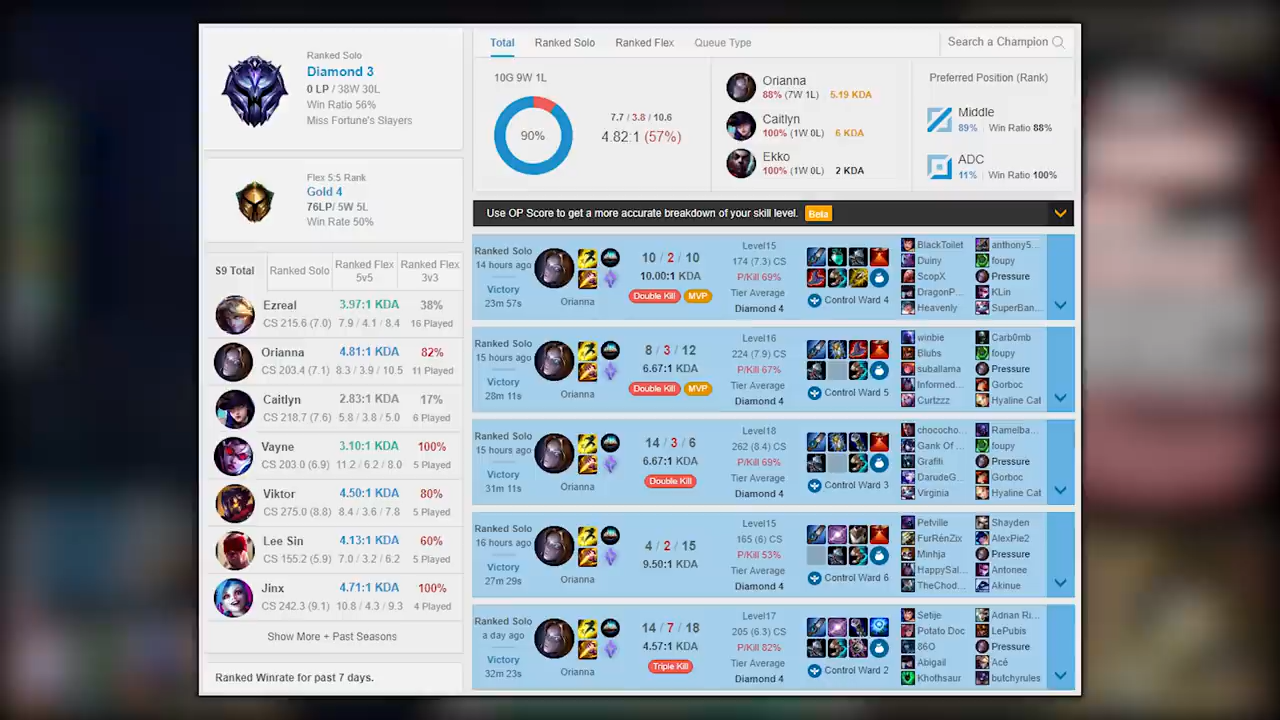 Ranked Solo
Diamond 3
0 LP / 38W 30L
Win Ratio 56%
Miss Fortune's Slayers
Flex 5:5 Rank
Gold 4
76LP/ 5W 5L
Win Rate 50%
S9 Total
Ranked Solo
Ranked Flex 5v5
Ranked Flex 3v3
Ezreal 3.97:1 KDA 38%
CS 215.6 (7.0) 7.9 / 4.1 / 8.4 16 Played
Orianna 4.81:1 KDA 82%
CS 203.4 (7.1) 8.3 / 3.9 / 10.5 11 Played
Caitlyn 2.83:1 KDA 17%
CS 218.7 (7.6) 5.8 / 3.8 / 5.0 6 Played
Vayne 3.10:1 KDA 100%
CS 203.0 (6.9) 11.2 / 6.2 / 8.0 5 Played
Viktor 4.50:1 KDA 80%
CS 275.0 (8.8) 8.4 / 3.6 / 7.8 5 Played
Lee Sin 4.13:1 KDA 60%
CS 155.2 (5.9) 7.0 / 3.2 / 6.2 5 Played
Jinx 4.71:1 KDA 100%
CS 242.3 (9.1) 10.8 / 4.3 / 9.3 4 Played
Show More + Past Seasons
Ranked Winrate for past 7 days.
Total Ranked Solo Ranked Flex Queue Type Search a Champion
10G 9W 1L
90%
7.7 / 3.8 / 10.6
4.82:1 (57%)
Orianna
88% (7W 1L) 5.19 KDA
Caitlyn
100% (1W 0L) 6 KDA
Ekko
100% (1W 0L) 2 KDA
Preferred Position (Rank)
Middle
89% Win Ratio 88%
ADC
11% Win Ratio 100%
Use OP Score to get a more accurate breakdown of your skill level. Beta
Ranked Solo
14 hours ago
Victory
23m 57s
Orianna
10 / 2 / 10
10.00:1 KDA
Double Kill MVP
Level15
174 (7.3) CS
P/Kill 69%
Tier Average
Diamond 4
Control Ward 4
BlackToilet anthony5...
Duiny foupy
ScopX Pressure
DragonP... KLin
Heavenly SuperBan...
Ranked Solo
15 hours ago
Victory
28m 11s
Orianna
8 / 3 / 12
6.67:1 KDA
Double Kill MVP
Level16
224 (7.9) CS
P/Kill 67%
Tier Average
Diamond 4
Control Ward 5
winbie Carb0mb
Blubs foupy
suballama Pressure
Informed... Gorboc
Curtzzz Hyaline Cat
Ranked Solo
15 hours ago
Victory
31m 11s
Orianna
14 / 3 / 6
6.67:1 KDA
Double Kill
Level18
262 (8.4) CS
P/Kill 69%
Tier Average
Diamond 4
Control Ward 3
chococho... Ramelba...
Gank Of ... foupy
Grafiti Pressure
DarudeG... Gorboc
Virginia Hyaline Cat
Ranked Solo
16 hours ago
Victory
27m 29s
Orianna
4 / 2 / 15
9.50:1 KDA
Level15
165 (6) CS
P/Kill 53%
Tier Average
Diamond 4
Control Ward 6
Petville Shayden
FurRénZix AlexPie2
Minhja Pressure
HappySal... Antonee
TheChod... Akinue
Ranked Solo
a day ago
Victory
32m 23s
Orianna
14 / 7 / 18
4.57:1 KDA
Triple Kill
Level17
205 (6.3) CS
P/Kill 82%
Tier Average
Diamond 4
Control Ward 2
Setije Adnan Ri...
Potato Doc LePubis
86O Pressure
Abigail Acé
Khothsaur butchyrules